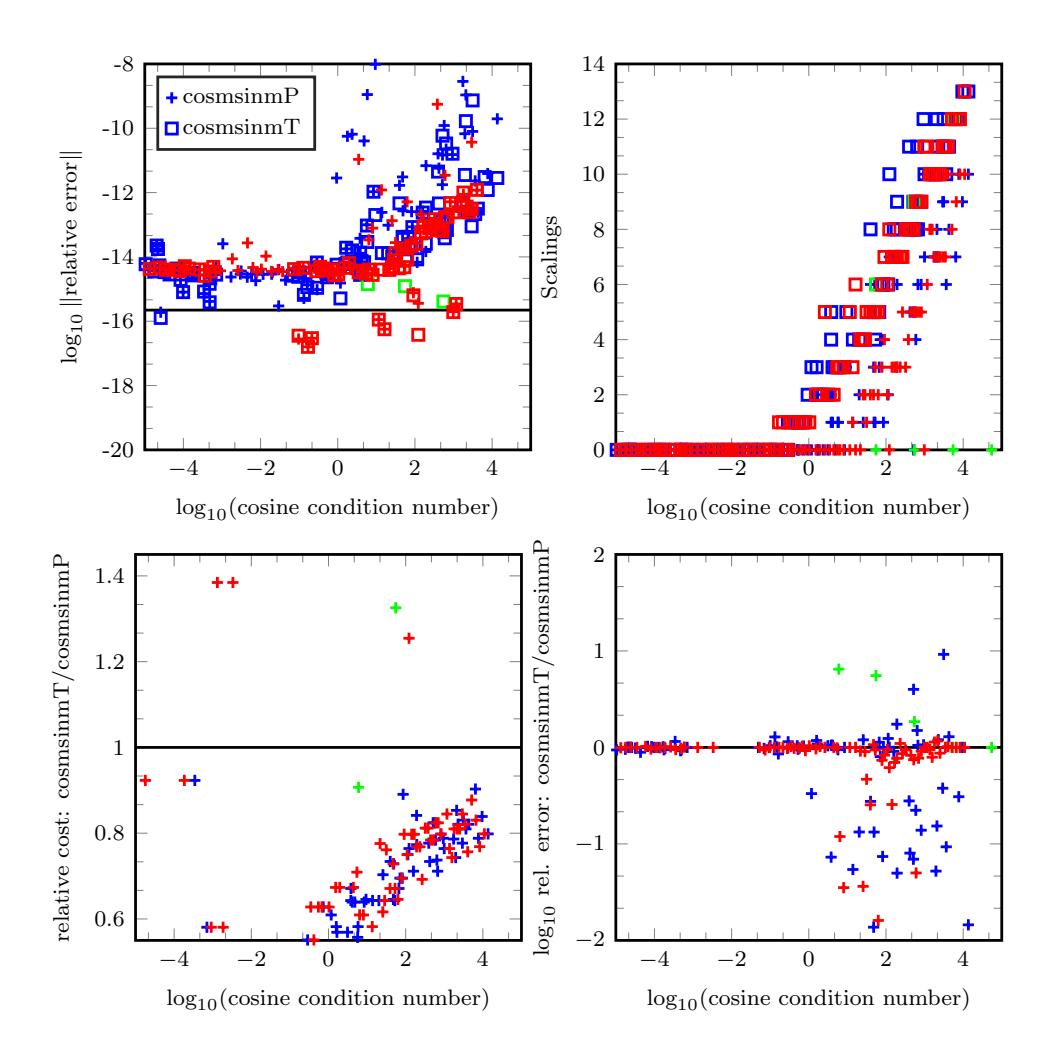 -8
-10
-12
-14
-16
-18
-20
−4 −2 0 2 4
log10 ‖relative error‖
log10(cosine condition number)
cosmsinmP
cosmsinmT
14
12
10
8
6
4
2
0
−4 −2 0 2 4
Scalings
log10(cosine condition number)
1.4
1.2
1
0.8
0.6
−4 −2 0 2 4
relative cost: cosmsinmT/cosmsinmP
log10(cosine condition number)
2
1
0
−1
−2
−4 −2 0 2 4
log10 rel. error: cosmsinmT/cosmsinmP
log10(cosine condition number)